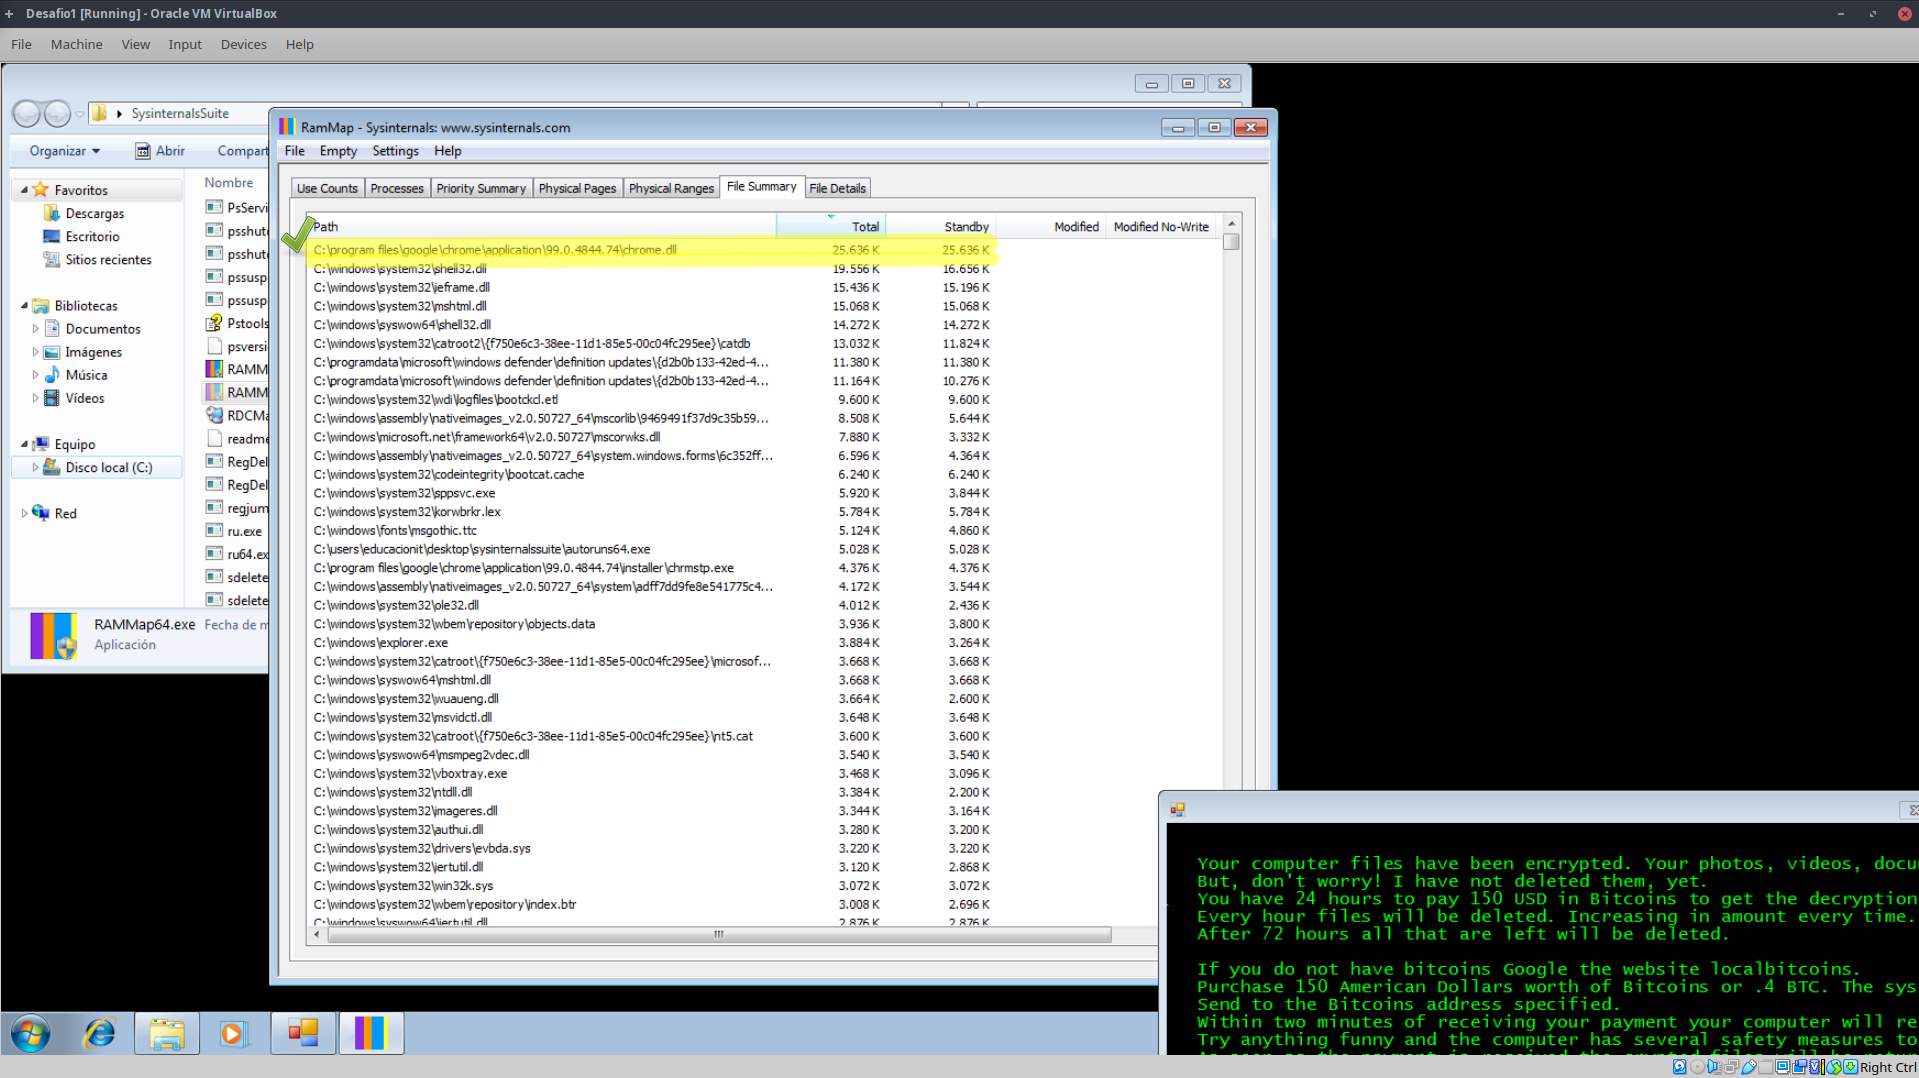 Desafio1 [Running] - Oracle VM VirtualBox
File Machine View Input Devices Help
SysinternalsSuite
Organizar Abrir Compart
Favoritos
Descargas
Escritorio
Sitios recientes
Bibliotecas
Documentos
Imágenes
Música
Vídeos
Equipo
Disco local (C:)
Red
Nombre
PsServi
psshut
psshut
pssusp
pssusp
Pstools
psversi
RAMM
RAMM
RDCMa
readme
RegDel
RegDel
regjum
ru.exe
ru64.ex
sdelete
sdelete
RAMMap64.exe Fecha de m
Aplicación
RamMap - Sysinternals: www.sysinternals.com
File Empty Settings Help
Use Counts Processes Priority Summary Physical Pages Physical Ranges File Summary File Details
Path Total Standby Modified Modified No-Write
C:\program files\google\chrome\application\99.0.4844.74\chrome.dll 25.636 K 25.636 K
C:\windows\system32\shell32.dll 19.556 K 16.656 K
C:\windows\system32\ieframe.dll 15.436 K 15.196 K
C:\windows\system32\mshtml.dll 15.068 K 15.068 K
C:\windows\syswow64\shell32.dll 14.272 K 14.272 K
C:\windows\system32\catroot2\{f750e6c3-38ee-11d1-85e5-00c04fc295ee}\catdb 13.032 K 11.824 K
C:\programdata\microsoft\windows defender\definition updates\{d2b0b133-42ed-4... 11.380 K 11.380 K
C:\programdata\microsoft\windows defender\definition updates\{d2b0b133-42ed-4... 11.164 K 10.276 K
C:\windows\system32\wdi\logfiles\bootckcl.etl 9.600 K 9.600 K
C:\windows\assembly\nativeimages_v2.0.50727_64\mscorlib\9469491f37d9c35b59... 8.508 K 5.644 K
C:\windows\microsoft.net\framework64\v2.0.50727\mscorwks.dll 7.880 K 3.332 K
C:\windows\assembly\nativeimages_v2.0.50727_64\system.windows.forms\6c352ff... 6.596 K 4.364 K
C:\windows\system32\codeintegrity\bootcat.cache 6.240 K 6.240 K
C:\windows\system32\sppsvc.exe 5.920 K 3.844 K
C:\windows\system32\korwbrkr.lex 5.784 K 5.784 K
C:\windows\fonts\msgothic.ttc 5.124 K 4.860 K
C:\users\educacionit\desktop\sysinternalssuite\autoruns64.exe 5.028 K 5.028 K
C:\program files\google\chrome\application\99.0.4844.74\installer\chrmstp.exe 4.376 K 4.376 K
C:\windows\assembly\nativeimages_v2.0.50727_64\system\adff7dd9fe8e541775c4... 4.172 K 3.544 K
C:\windows\system32\ole32.dll 4.012 K 2.436 K
C:\windows\system32\wbem\repository\objects.data 3.936 K 3.800 K
C:\windows\explorer.exe 3.884 K 3.264 K
C:\windows\system32\catroot\{f750e6c3-38ee-11d1-85e5-00c04fc295ee}\microsof... 3.668 K 3.668 K
C:\windows\syswow64\mshtml.dll 3.668 K 3.668 K
C:\windows\system32\wuaueng.dll 3.664 K 2.600 K
C:\windows\system32\msvidctl.dll 3.648 K 3.648 K
C:\windows\system32\catroot\{f750e6c3-38ee-11d1-85e5-00c04fc295ee}\nt5.cat 3.600 K 3.600 K
C:\windows\syswow64\msmpeg2vdec.dll 3.540 K 3.540 K
C:\windows\system32\vboxtray.exe 3.468 K 3.096 K
C:\windows\system32\ntdll.dll 3.384 K 2.200 K
C:\windows\system32\imageres.dll 3.344 K 3.164 K
C:\windows\system32\authui.dll 3.280 K 3.200 K
C:\windows\system32\drivers\evbda.sys 3.220 K 3.220 K
C:\windows\system32\iertutil.dll 3.120 K 2.868 K
C:\windows\system32\win32k.sys 3.072 K 3.072 K
C:\windows\system32\wbem\repository\index.btr 3.008 K 2.696 K
C:\windows\syswow64\iertutil.dll 2.876 K 2.876 K
Your computer files have been encrypted. Your photos, videos, docu
But, don't worry! I have not deleted them, yet.
You have 24 hours to pay 150 USD in Bitcoins to get the decryption
Every hour files will be deleted. Increasing in amount every time.
After 72 hours all that are left will be deleted.
If you do not have bitcoins Google the website localbitcoins.
Purchase 150 American Dollars worth of Bitcoins or .4 BTC. The sys
Send to the Bitcoins address specified.
Within two minutes of receiving your payment your computer will re
Try anything funny and the computer has several safety measures to
As soon as the payment is received the crypted files will be retur
Right Ctrl